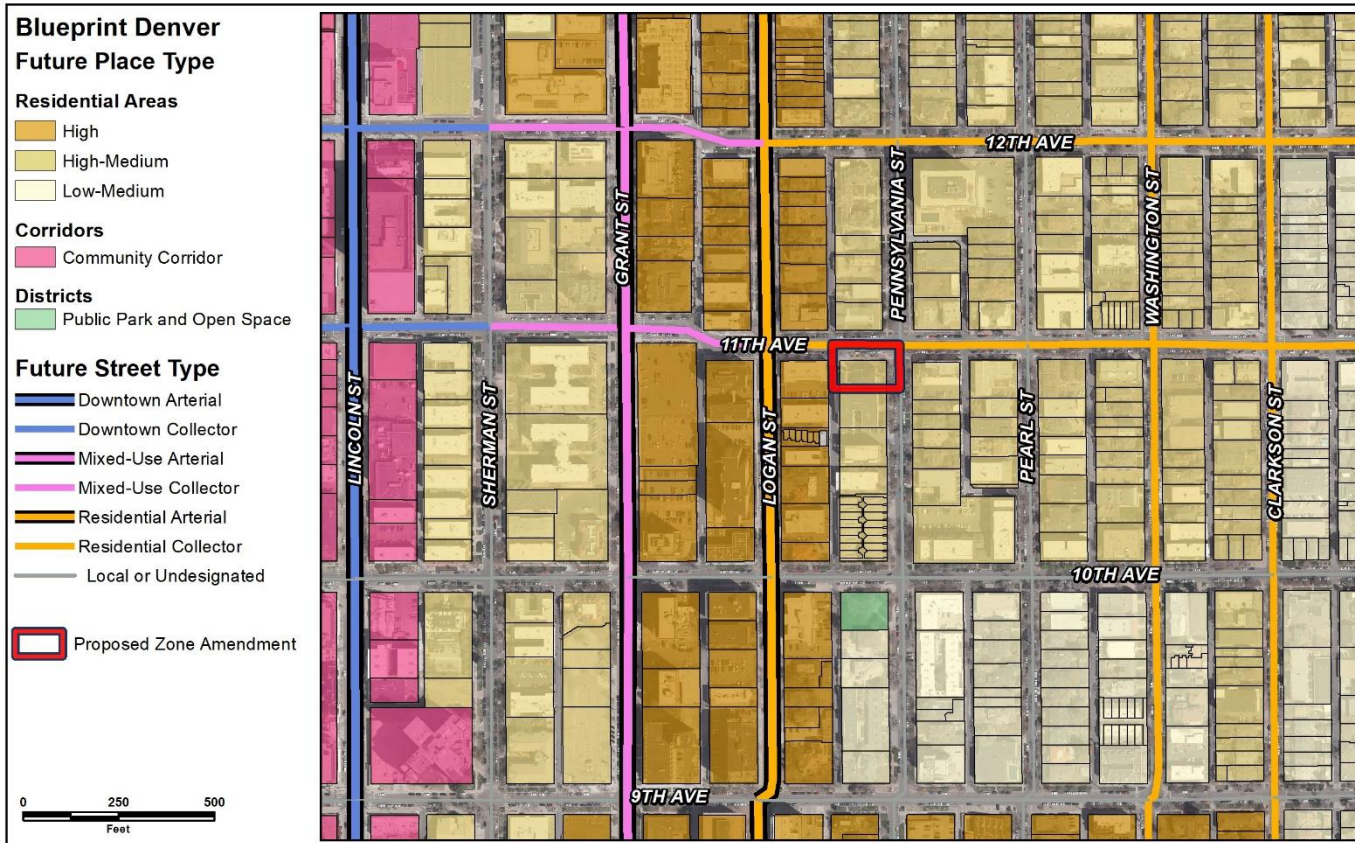 Blueprint Denver
Future Place Type
Residential Areas
High
High-Medium
Low-Medium
Corridors
Community Corridor
Districts
Public Park and Open Space
Future Street Type
Downtown Arterial
Downtown Collector
Mixed-Use Arterial
Mixed-Use Collector
Residential Arterial
Residential Collector
Local or Undesignated
Proposed Zone Amendment
0 250 500
Feet
12TH AVE
PENNSYLVANIA ST
GRANT ST
WASHINGTON ST
11TH AVE
LINCOLN ST
SHERMAN ST
LOGAN ST
PEARL ST
CLARKSON ST
10TH AVE
9TH AVE